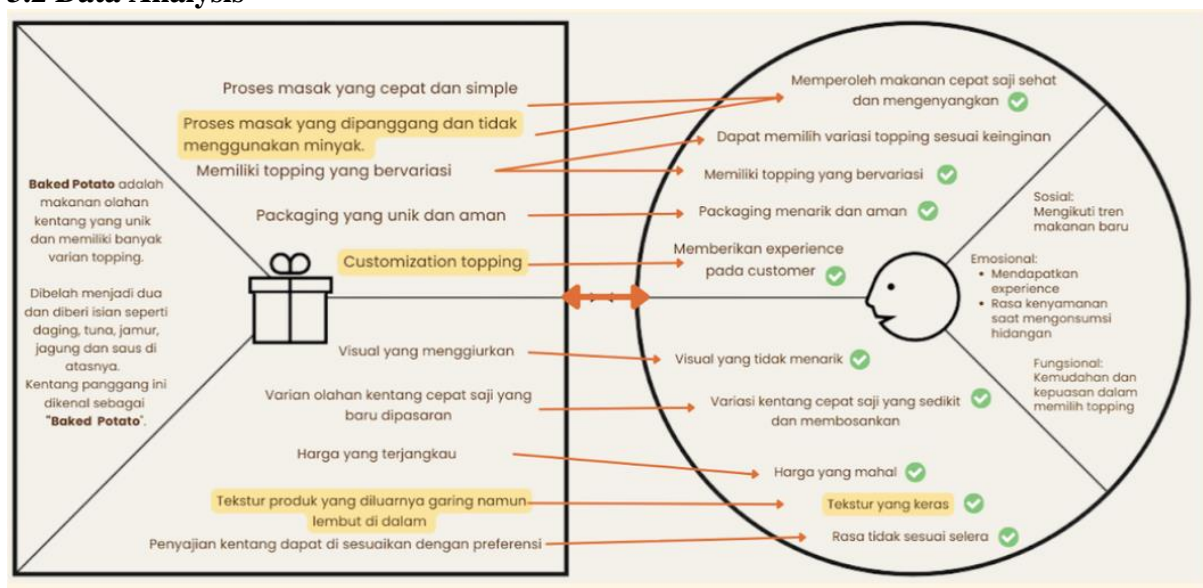 3.2 Data Analysis
Baked Potato adalah
makanan olahan
kentang yang unik
dan memiliki banyak
varian topping.
Dibelah menjadi dua
dan diberi isian seperti
daging, tuna, jamur,
jagung dan saus di
atasnya.
Kentang panggang ini
dikenal sebagai
"Baked Potato".
Proses masak yang cepat dan simple
Proses masak yang dipanggang dan tidak
menggunakan minyak.
Memiliki topping yang bervariasi
Packaging yang unik dan aman
Customization topping
Visual yang menggiurkan
Varian olahan kentang cepat saji yang
baru dipasaran
Harga yang terjangkau
Tekstur produk yang diluarnya garing namun
lembut di dalam
Penyajian kentang dapat di sesuaikan dengan preferensi
Memperoleh makanan cepat saji sehat
dan mengenyangkan
Dapat memilih variasi topping sesuai keinginan
Memiliki topping yang bervariasi
Packaging menarik dan aman
Memberikan experience
pada customer
Visual yang tidak menarik
Variasi kentang cepat saji yang sedikit
dan membosankan
Harga yang mahal
Tekstur yang keras
Rasa tidak sesuai selera
Sosial:
Mengikuti tren
makanan baru
Emosional:
• Mendapatkan
experience
• Rasa kenyamanan
saat mengonsumsi
hidangan
Fungsional:
Kemudahan dan
kepuasan dalam
memilih topping